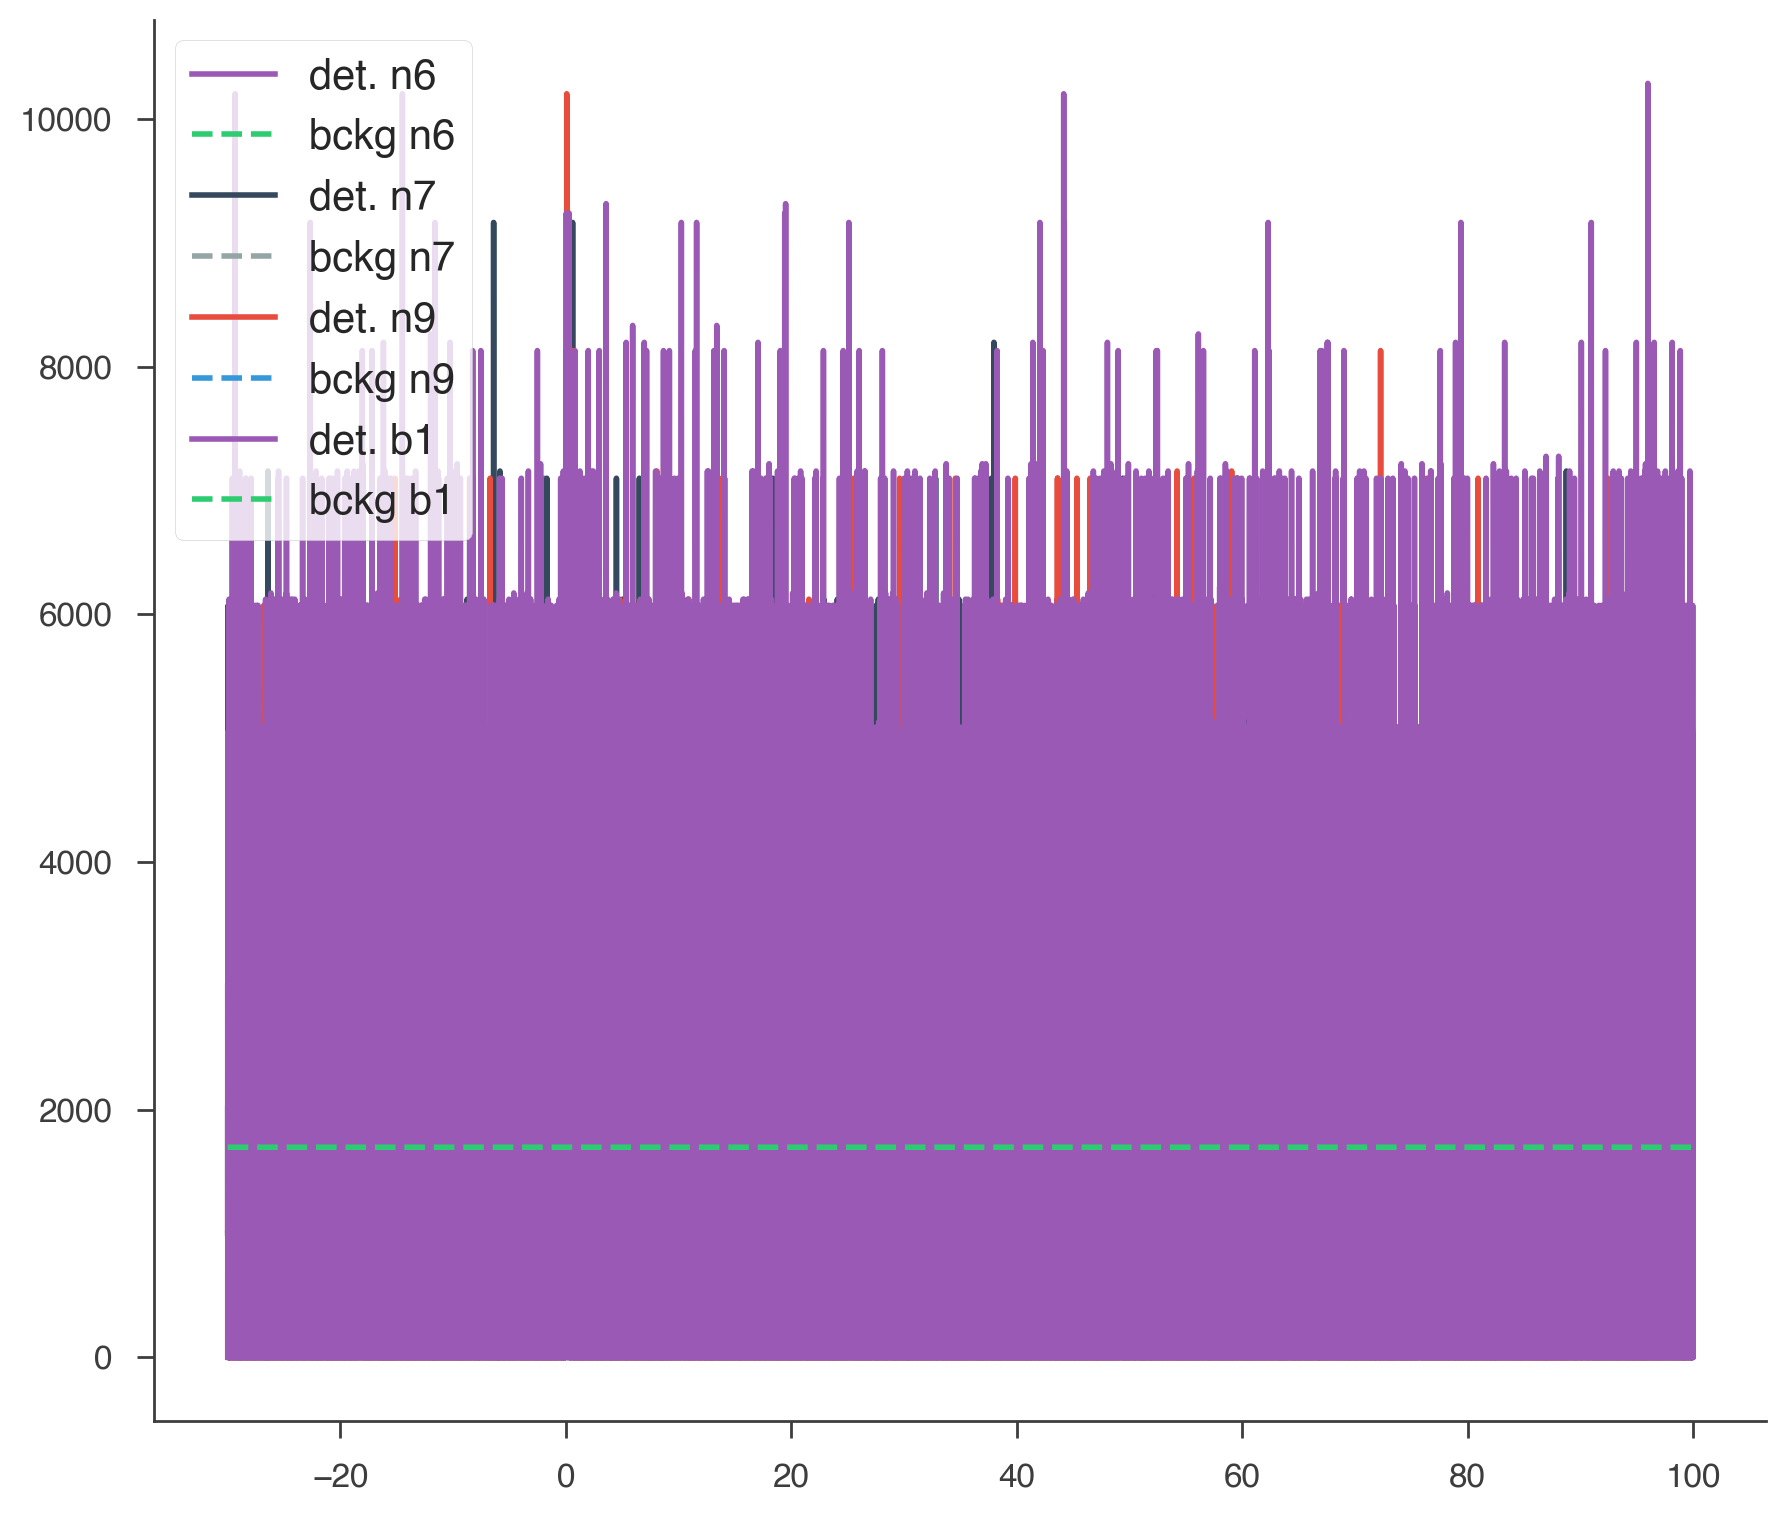 det. n6
bckg n6
det. n7
bckg n7
det. n9
bckg n9
det. b1
bckg b1
10000
8000
6000
4000
2000
0
−20 0 20 40 60 80 100